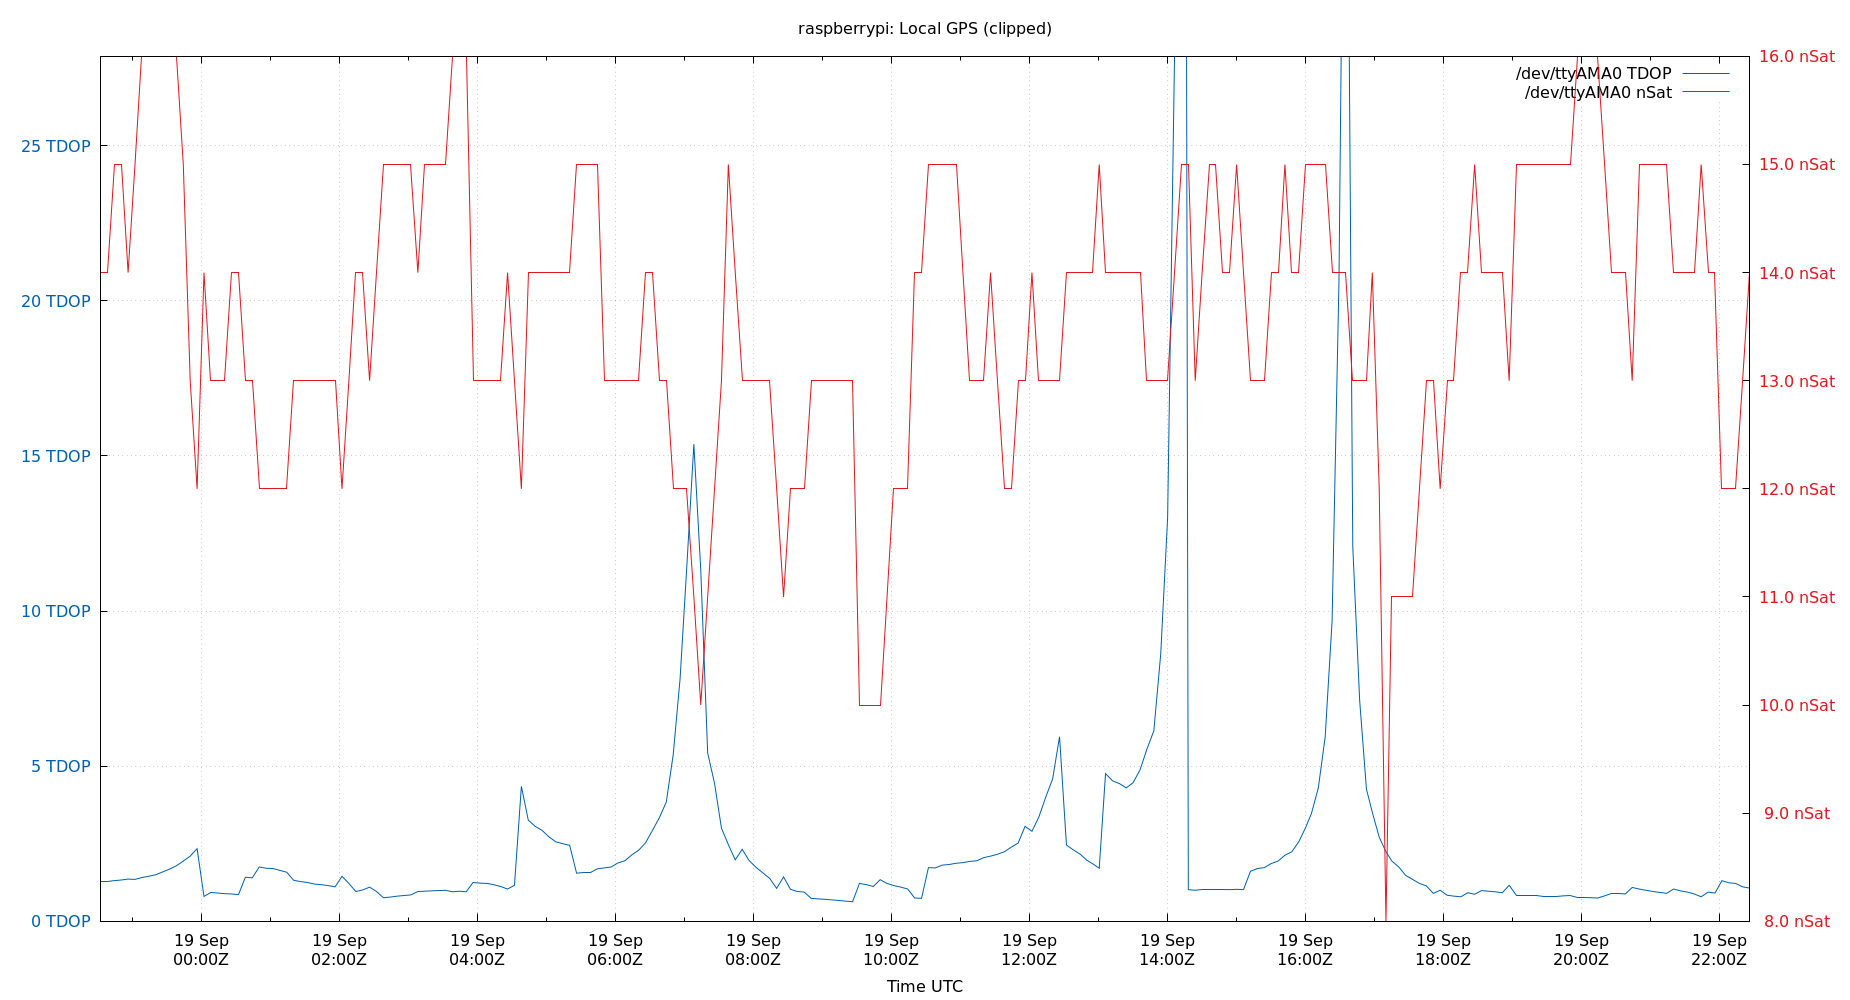 raspberrypi: Local GPS (clipped)
/dev/ttyAMA0 TDOP
/dev/ttyAMA0 nSat
25 TDOP
20 TDOP
15 TDOP
10 TDOP
5 TDOP
0 TDOP
16.0 nSat
15.0 nSat
14.0 nSat
13.0 nSat
12.0 nSat
11.0 nSat
10.0 nSat
9.0 nSat
8.0 nSat
19 Sep 19 Sep 19 Sep 19 Sep 19 Sep 19 Sep 19 Sep 19 Sep 19 Sep 19 Sep 19 Sep 19 Sep
00:00Z 02:00Z 04:00Z 06:00Z 08:00Z 10:00Z 12:00Z 14:00Z 16:00Z 18:00Z 20:00Z 22:00Z
Time UTC